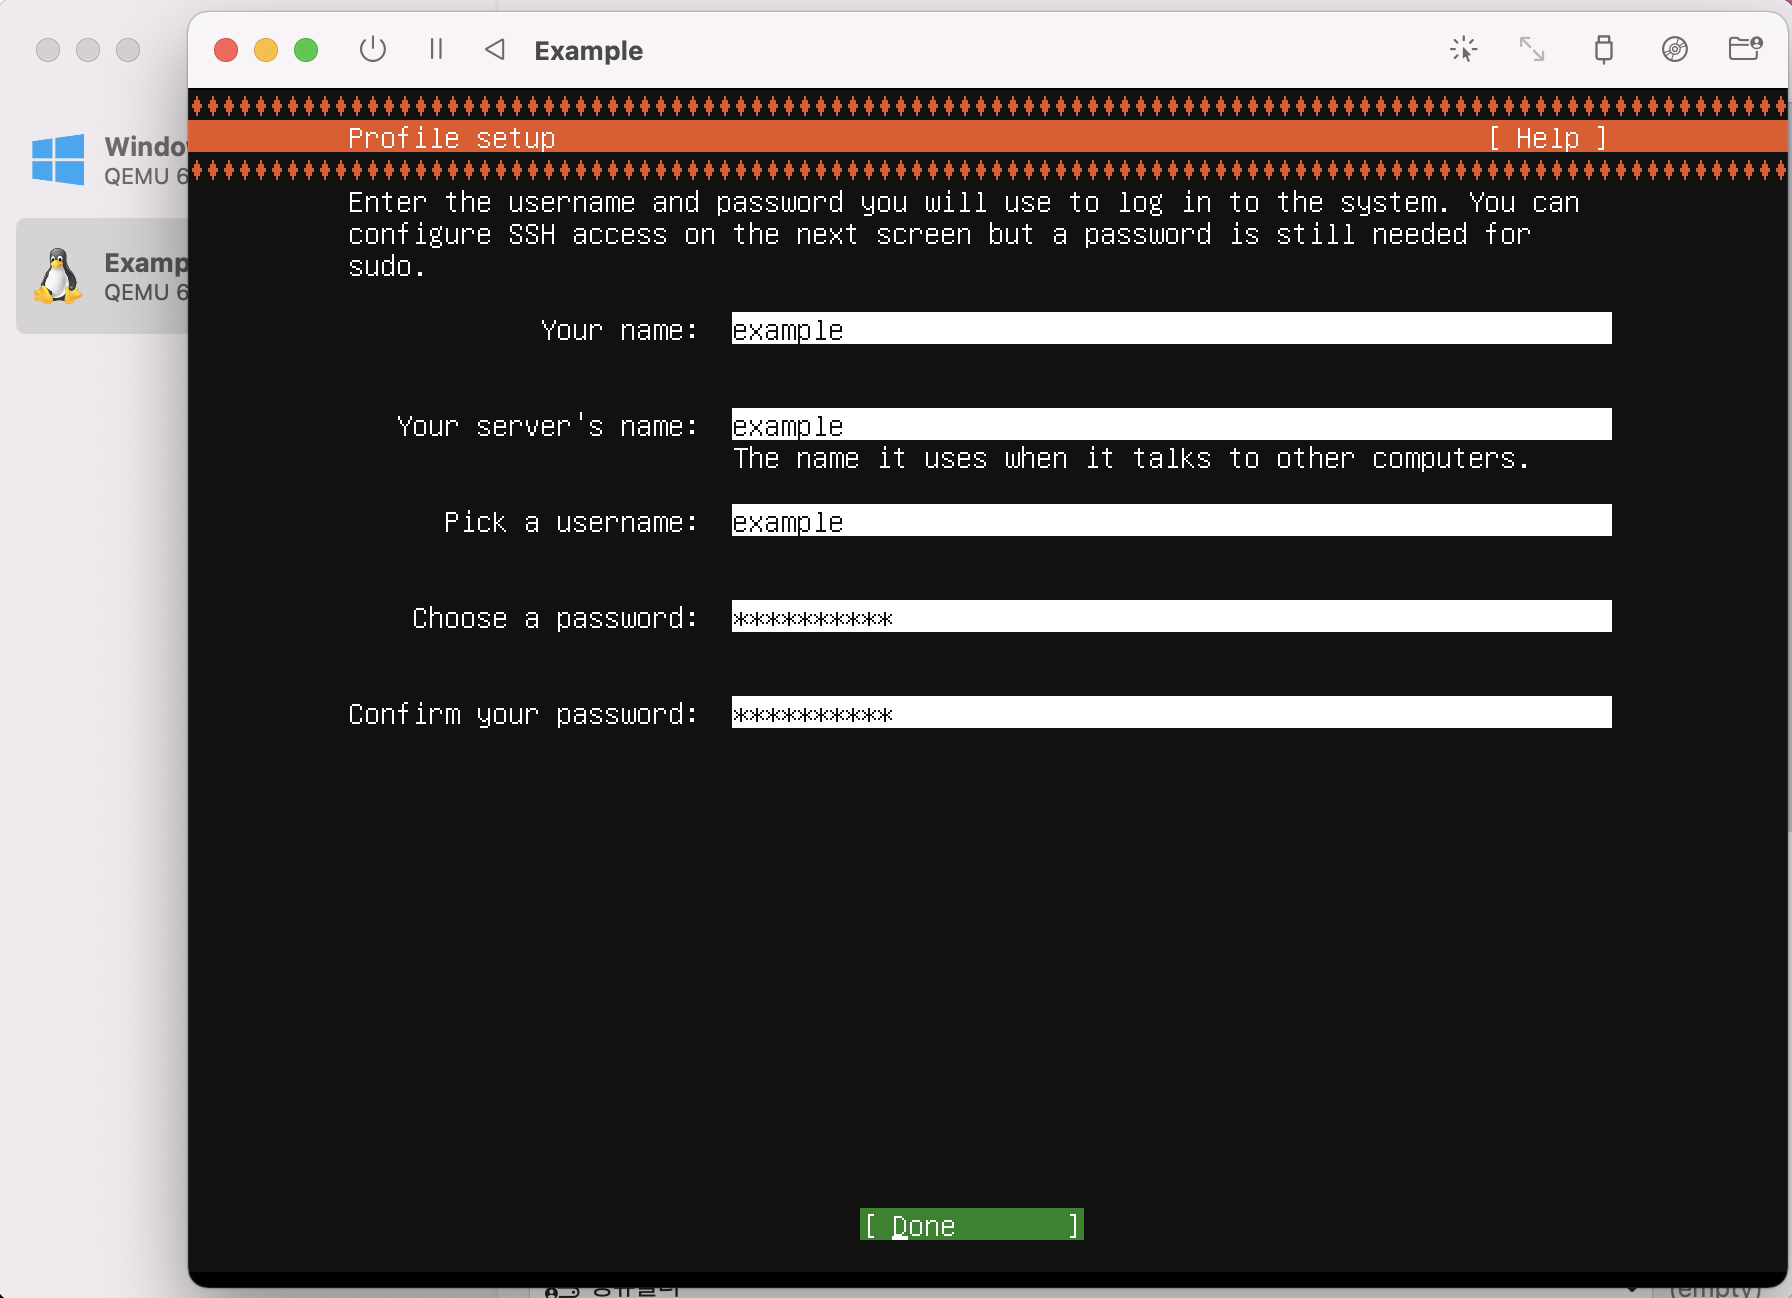 Example
Windo
QEMU 6
Examp
QEMU 6
Profile setup [ Help ]
Enter the username and password you will use to log in to the system. You can
configure SSH access on the next screen but a password is still needed for
sudo.
Your name: example
Your server's name: example
The name it uses when it talks to other computers.
Pick a username: example
Choose a password: **********
Confirm your password: **********
[ Done ]
(empty)